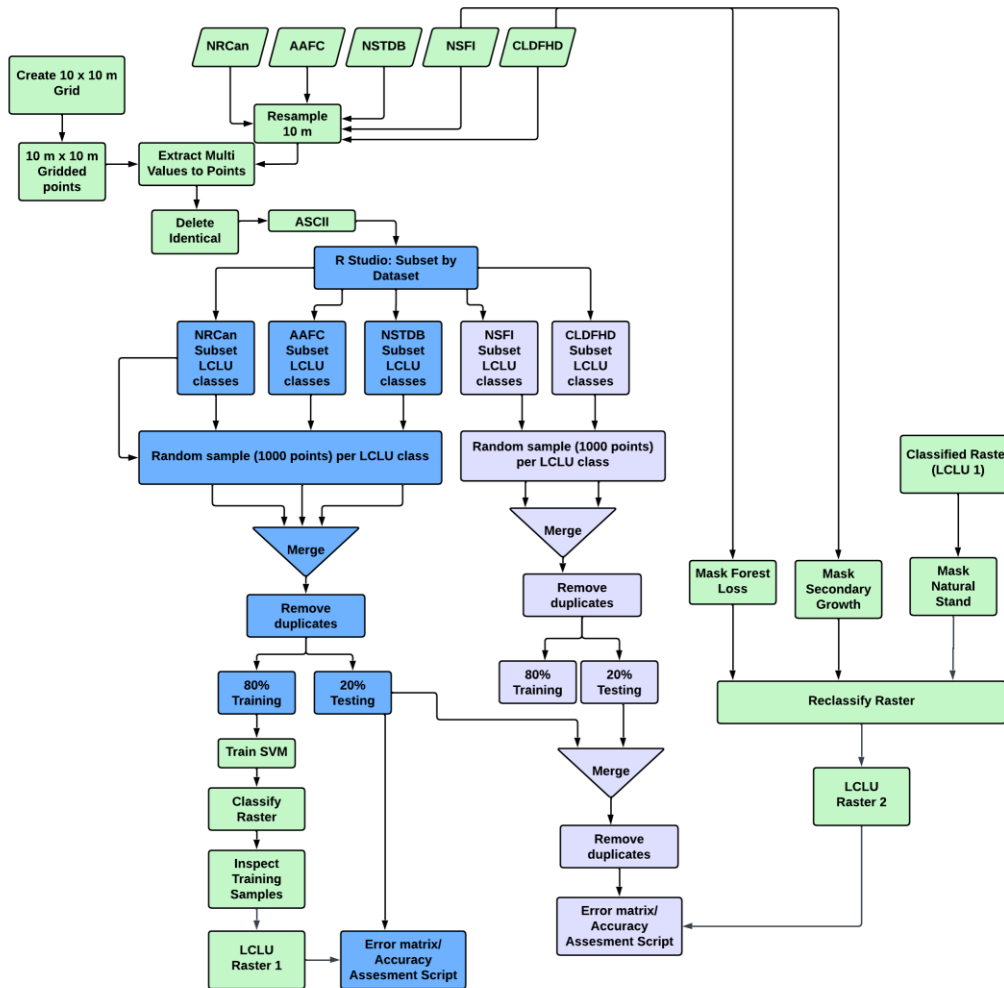 NRCan
AAFC
NSTDB
NSFI
CLDFHD
Create 10 x 10 m
Grid
Resample
10 m
10 m x 10 m
Gridded
points
Extract Multi
Values to Points
Delete
Identical
ASCII
R Studio: Subset by
Dataset
NRCan
Subset
LCLU
classes
AAFC
Subset
LCLU
classes
NSTDB
Subset
LCLU
classes
NSFI
Subset
LCLU
classes
CLDFHD
Subset
LCLU
classes
Random sample (1000 points) per LCLU class
Random sample (1000 points)
per LCLU class
Classified Raster
(LCLU 1)
Merge
Merge
Mask Forest
Loss
Mask
Secondary
Growth
Mask
Natural
Stand
Remove
duplicates
Remove
duplicates
80%
Training
20%
Testing
80%
Training
20%
Testing
Reclassify Raster
Train SVM
Merge
Classify
Raster
LCLU
Raster 2
Inspect
Training
Samples
Remove
duplicates
LCLU
Raster 1
Error matrix/
Accuracy
Assesment Script
Error matrix/
Accuracy
Assesment Script